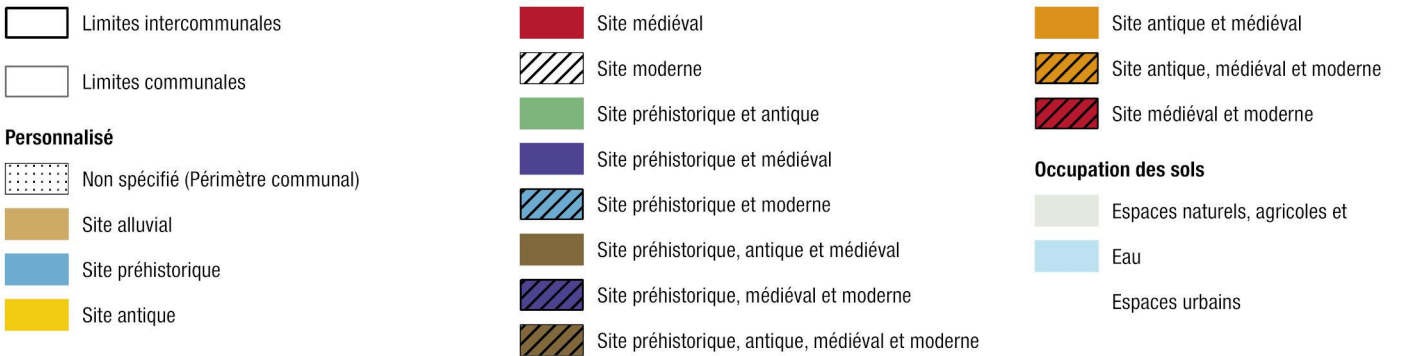 Limites intercommunales
Limites communales
Personnalisé
Non spécifié (Périmètre communal)
Site alluvial
Site préhistorique
Site antique
Site médiéval
Site moderne
Site préhistorique et antique
Site préhistorique et médiéval
Site préhistorique et moderne
Site préhistorique, antique et médiéval
Site préhistorique, médiéval et moderne
Site préhistorique, antique, médiéval et moderne
Site antique et médiéval
Site antique, médiéval et moderne
Site médiéval et moderne
Occupation des sols
Espaces naturels, agricoles et
Eau
Espaces urbains